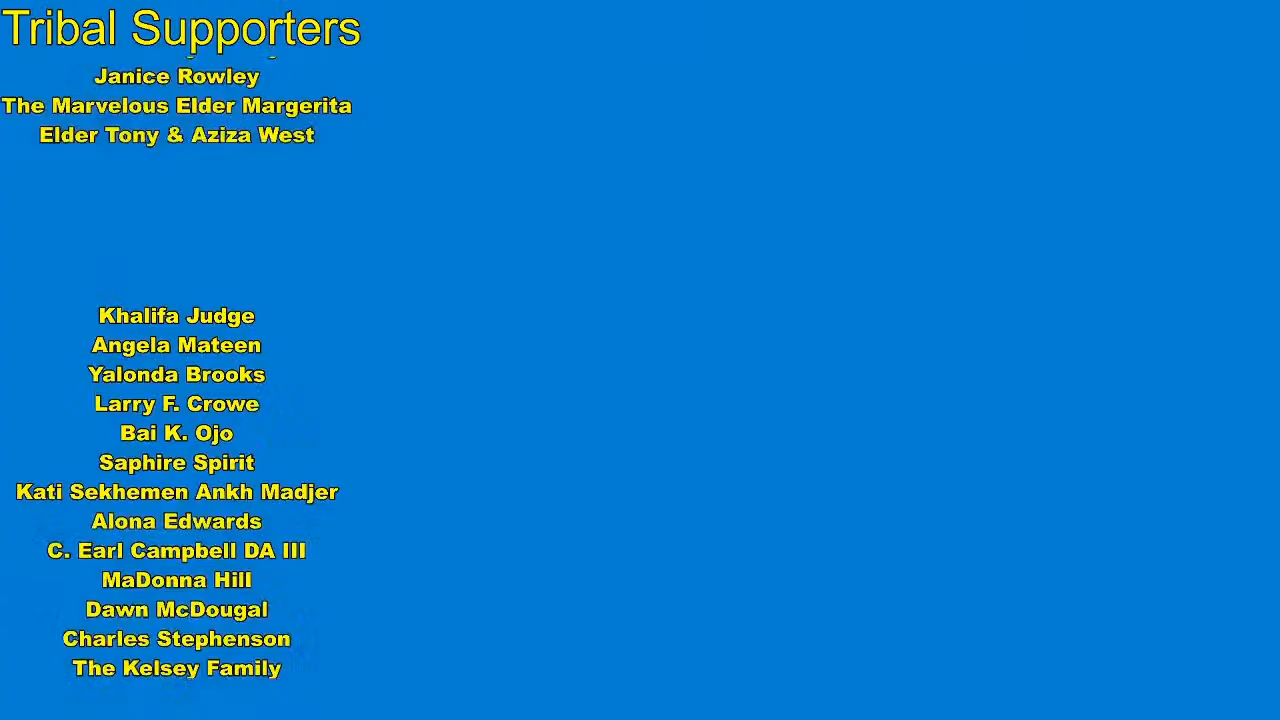 Tribal Supporters
Janice Rowley
The Marvelous Elder Margerita
Elder Tony & Aziza West
Khalifa Judge
Angela Mateen
Yalonda Brooks
Larry F. Crowe
Bai K. Ojo
Saphire Spirit
Kati Sekhemen Ankh Madjer
Alona Edwards
C. Earl Campbell DA III
MaDonna Hill
Dawn McDougal
Charles Stephenson
The Kelsey Family